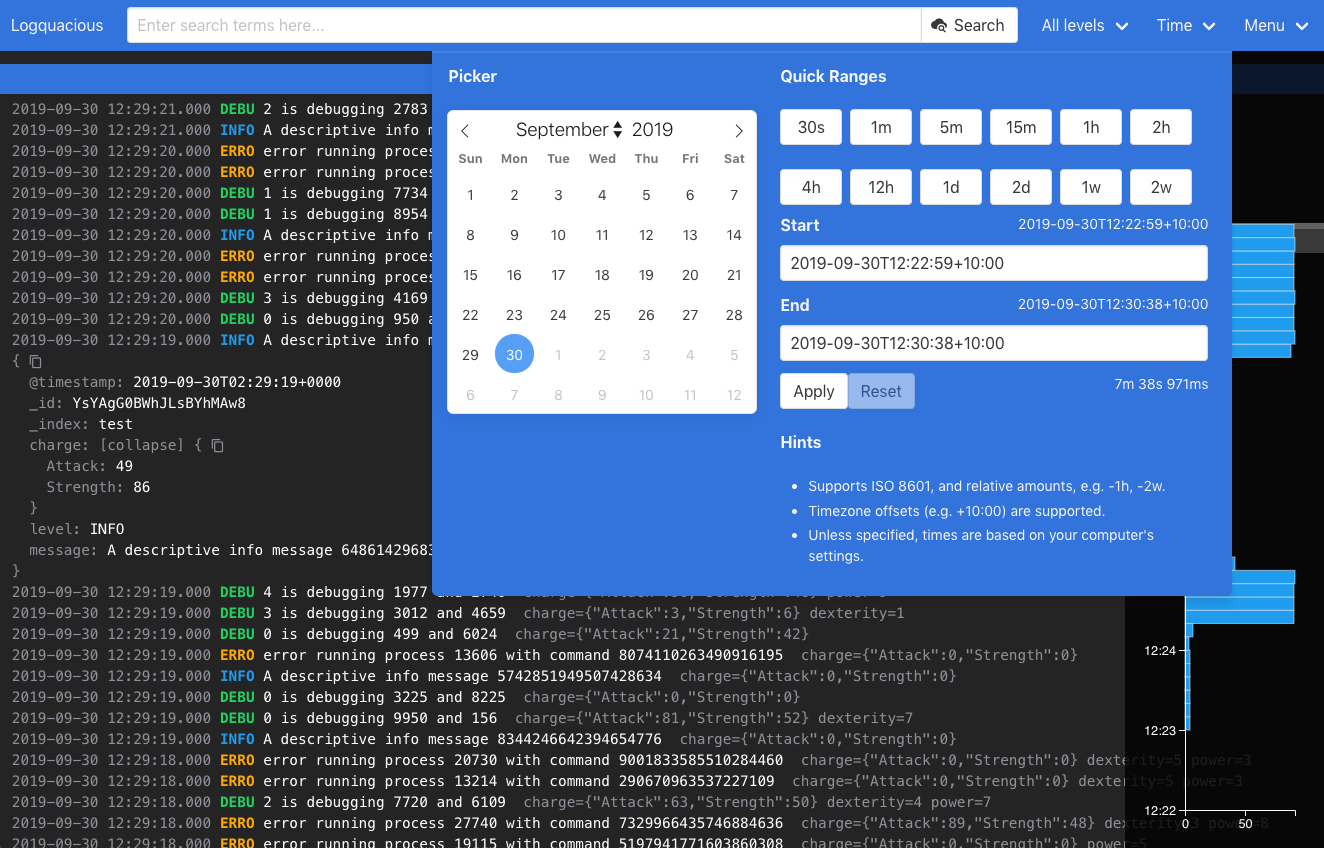 Logquacious
Enter search terms here...
Search
All levels
Time
Menu
Picker
September 2019
Sun Mon Tue Wed Thu Fri Sat
1 2 3 4 5 6 7
8 9 10 11 12 13 14
15 16 17 18 19 20 21
22 23 24 25 26 27 28
29 30 1 2 3 4 5
6 7 8 9 10 11 12
Quick Ranges
30s 1m 5m 15m 1h 2h
4h 12h 1d 2d 1w 2w
Start 2019-09-30T12:22:59+10:00
2019-09-30T12:22:59+10:00
End 2019-09-30T12:30:38+10:00
2019-09-30T12:30:38+10:00
Apply Reset 7m 38s 971ms
Hints
• Supports ISO 8601, and relative amounts, e.g. -1h, -2w.
• Timezone offsets (e.g. +10:00) are supported.
• Unless specified, times are based on your computer's
settings.
2019-09-30 12:29:21.000 DEBU 2 is debugging 2783
2019-09-30 12:29:21.000 INFO A descriptive info
2019-09-30 12:29:20.000 ERRO error running
2019-09-30 12:29:20.000 ERRO error running
2019-09-30 12:29:20.000 DEBU 1 is debugging 7734
2019-09-30 12:29:20.000 DEBU 1 is debugging 8954
2019-09-30 12:29:20.000 INFO A descriptive info
2019-09-30 12:29:20.000 ERRO error running
2019-09-30 12:29:20.000 ERRO error running
2019-09-30 12:29:20.000 DEBU 3 is debugging 4169
2019-09-30 12:29:20.000 DEBU 0 is debugging 950
2019-09-30 12:29:19.000 INFO A descriptive info
{
@timestamp: 2019-09-30T02:29:19+0000
_id: YsYAgG0BWhJLsBYhMAw8
_index: test
charge: [collapse] {
Attack: 49
Strength: 86
}
level: INFO
message: A descriptive info message 64861429683
}
2019-09-30 12:29:19.000 DEBU 4 is debugging 1977
2019-09-30 12:29:19.000 DEBU 3 is debugging 3012 and 4659 charge={"Attack":3,"Strength":6} dexterity=1
2019-09-30 12:29:19.000 DEBU 0 is debugging 499 and 6024 charge={"Attack":21,"Strength":42}
2019-09-30 12:29:19.000 ERRO error running process 13606 with command 8074110263490916195 charge={"Attack":0,"Strength":0}
2019-09-30 12:29:19.000 INFO A descriptive info message 5742851949507428634 charge={"Attack":0,"Strength":0}
2019-09-30 12:29:19.000 DEBU 0 is debugging 3225 and 8225 charge={"Attack":0,"Strength":0}
2019-09-30 12:29:19.000 DEBU 0 is debugging 9950 and 156 charge={"Attack":81,"Strength":52} dexterity=7
2019-09-30 12:29:19.000 INFO A descriptive info message 8344246642394654776 charge={"Attack":0,"Strength":0}
2019-09-30 12:29:18.000 ERRO error running process 20730 with command 9001833585510284460 charge={"Attack":0,"Strength":0} dexterity=5 power=3
2019-09-30 12:29:18.000 ERRO error running process 13214 with command 290670963537227109 charge={"Attack":0,"Strength":0} dexterity=5 power=3
2019-09-30 12:29:18.000 DEBU 2 is debugging 7720 and 6109 charge={"Attack":63,"Strength":50} dexterity=4 power=7
2019-09-30 12:29:18.000 ERRO error running process 27740 with command 7329966435746884636 charge={"Attack":89,"Strength":48} dexterity=3 power=8
2019-09-30 12:29:18.000 ERRO error running process 19115 with command 5197941771603860308 charge={"Attack":0,"Strength":0} power=5
12:24
12:23
12:22
0 50